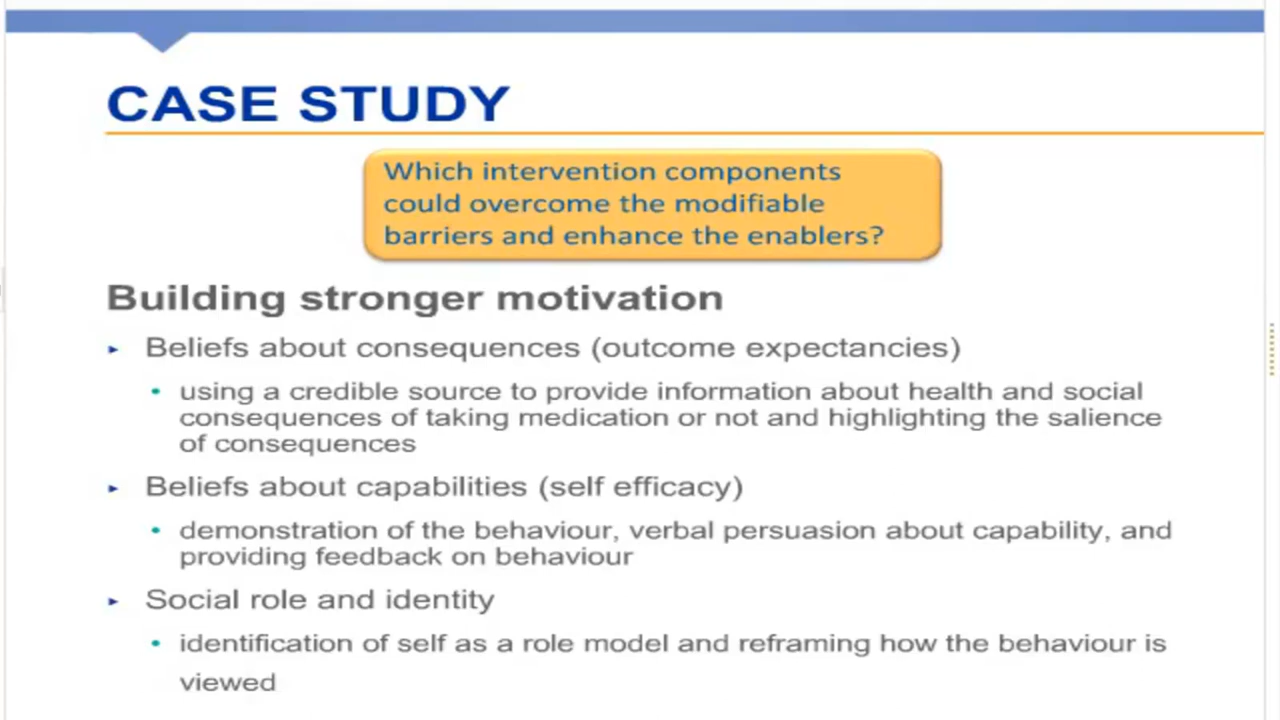 CASE STUDY
Which intervention components
could overcome the modifiable
barriers and enhance the enablers?
Building stronger motivation
▸ Beliefs about consequences (outcome expectancies)
• using a credible source to provide information about health and social
consequences of taking medication or not and highlighting the salience
of consequences
▸ Beliefs about capabilities (self efficacy)
• demonstration of the behaviour, verbal persuasion about capability, and
providing feedback on behaviour
▸ Social role and identity
• identification of self as a role model and reframing how the behaviour is
viewed